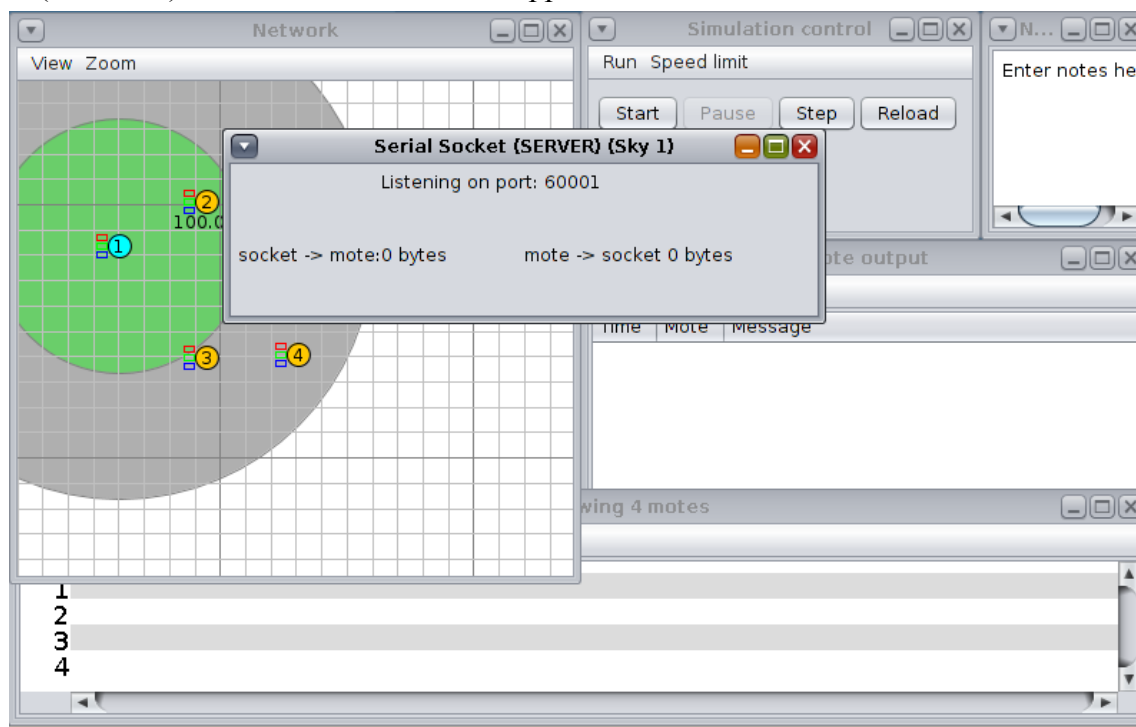 Network
View Zoom
2
100.0
1
3
4
Simulation control
Run Speed limit
Start Pause Step Reload
N...
Enter notes he
Serial Socket (SERVER) (Sky 1)
Listening on port: 60001
socket -> mote:0 bytes mote -> socket 0 bytes
output
Time Mote Message
4 motes
1
2
3
4